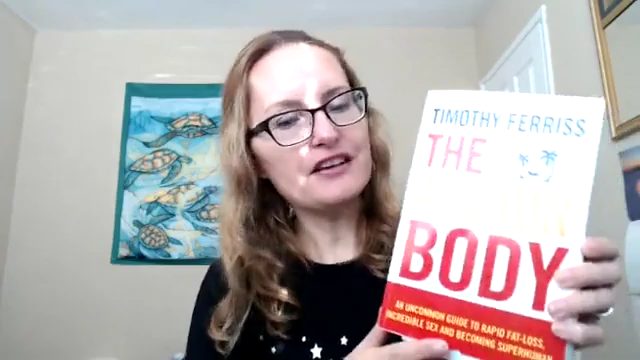 TIMOTHY FERRISS
THE
BODY
AN UNCOMMON GUIDE TO RAPID FAT-LOSS,
INCREDIBLE SEX AND BECOMING SUPERHUMAN